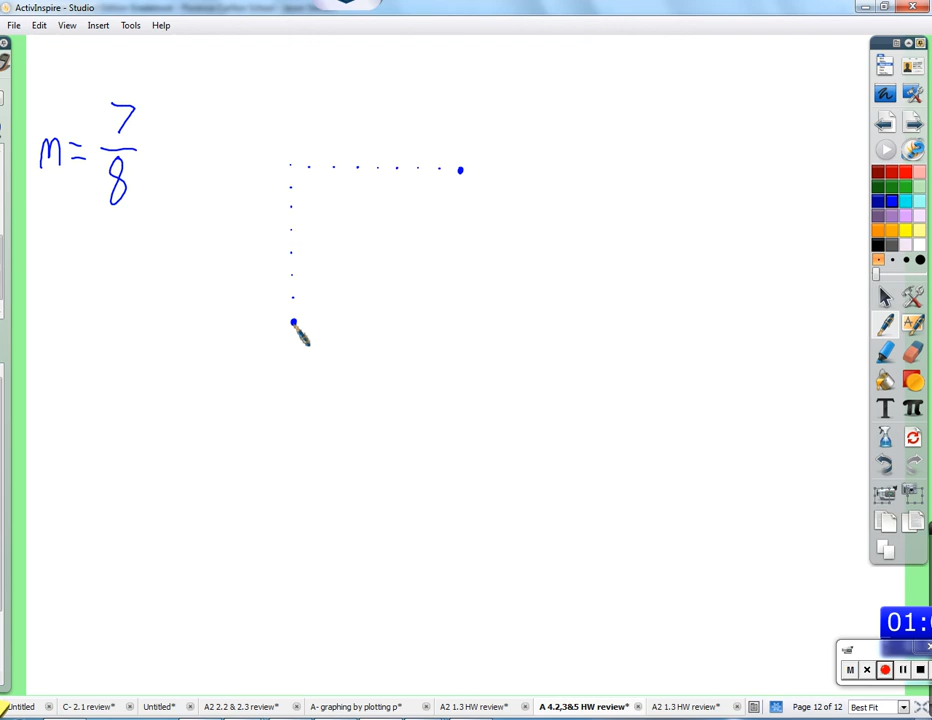 ActivInspire - Studio
File Edit View Insert Tools Help
m= 7/8
01:
M
Untitled C- 2.1 review* Untitled* A2 2.2 & 2.3 review* A- graphing by plotting p* A2 1.3 HW review* A 4.2,3&5 HW review* A2 1.3 HW review* Page 12 of 12 Best Fit